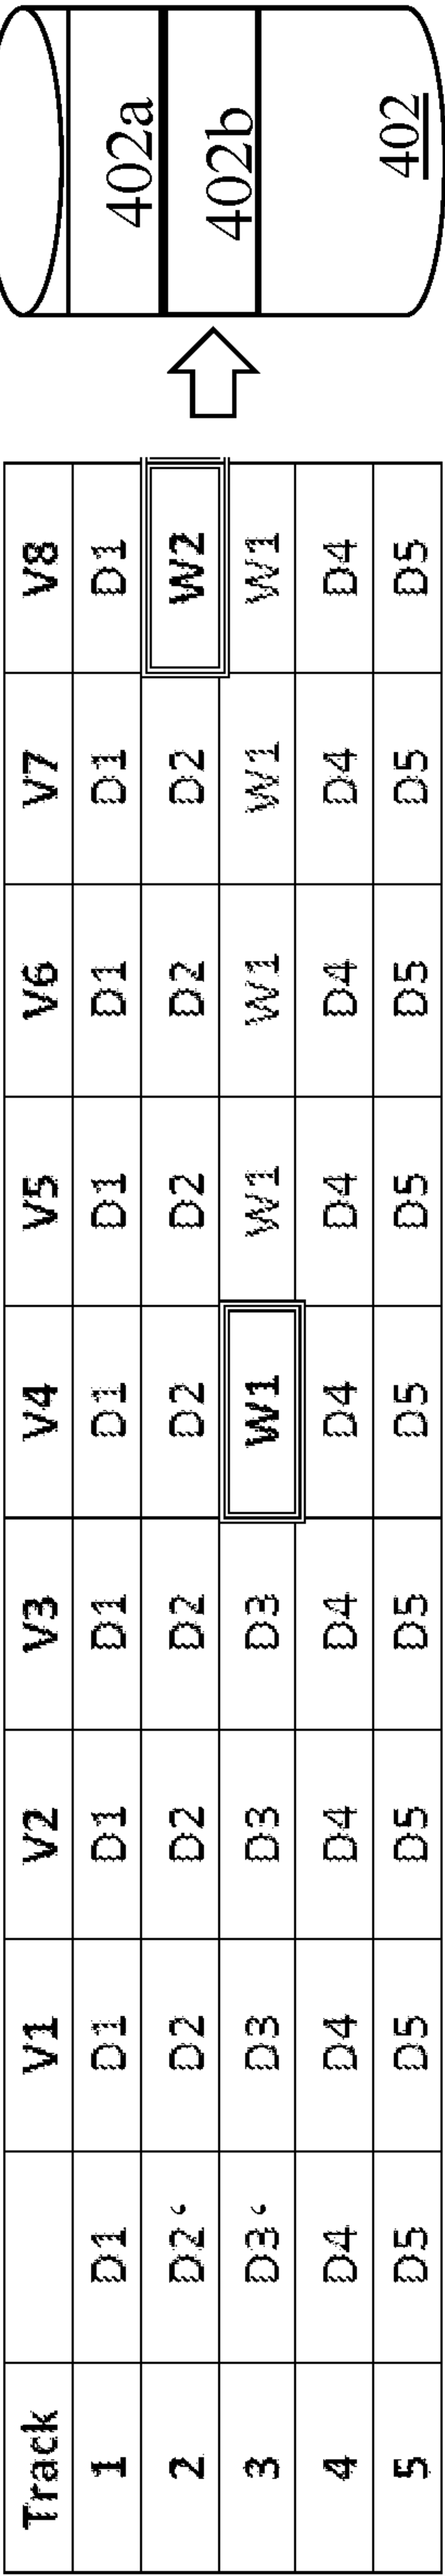 Track V1 V2 V3 V4 V5 V6 V7 V8
1 D1 D1 D1 D1 D1 D1 D1 D1 D1
2 D2‘ D2 D2 D2 D2 D2 D2 D2 W2
3 D3‘ D3 D3 D3 W1 W1 W1 W1 W1
4 D4 D4 D4 D4 D4 D4 D4 D4 D4
5 D5 D5 D5 D5 D5 D5 D5 D5 D5
402a
402b
402